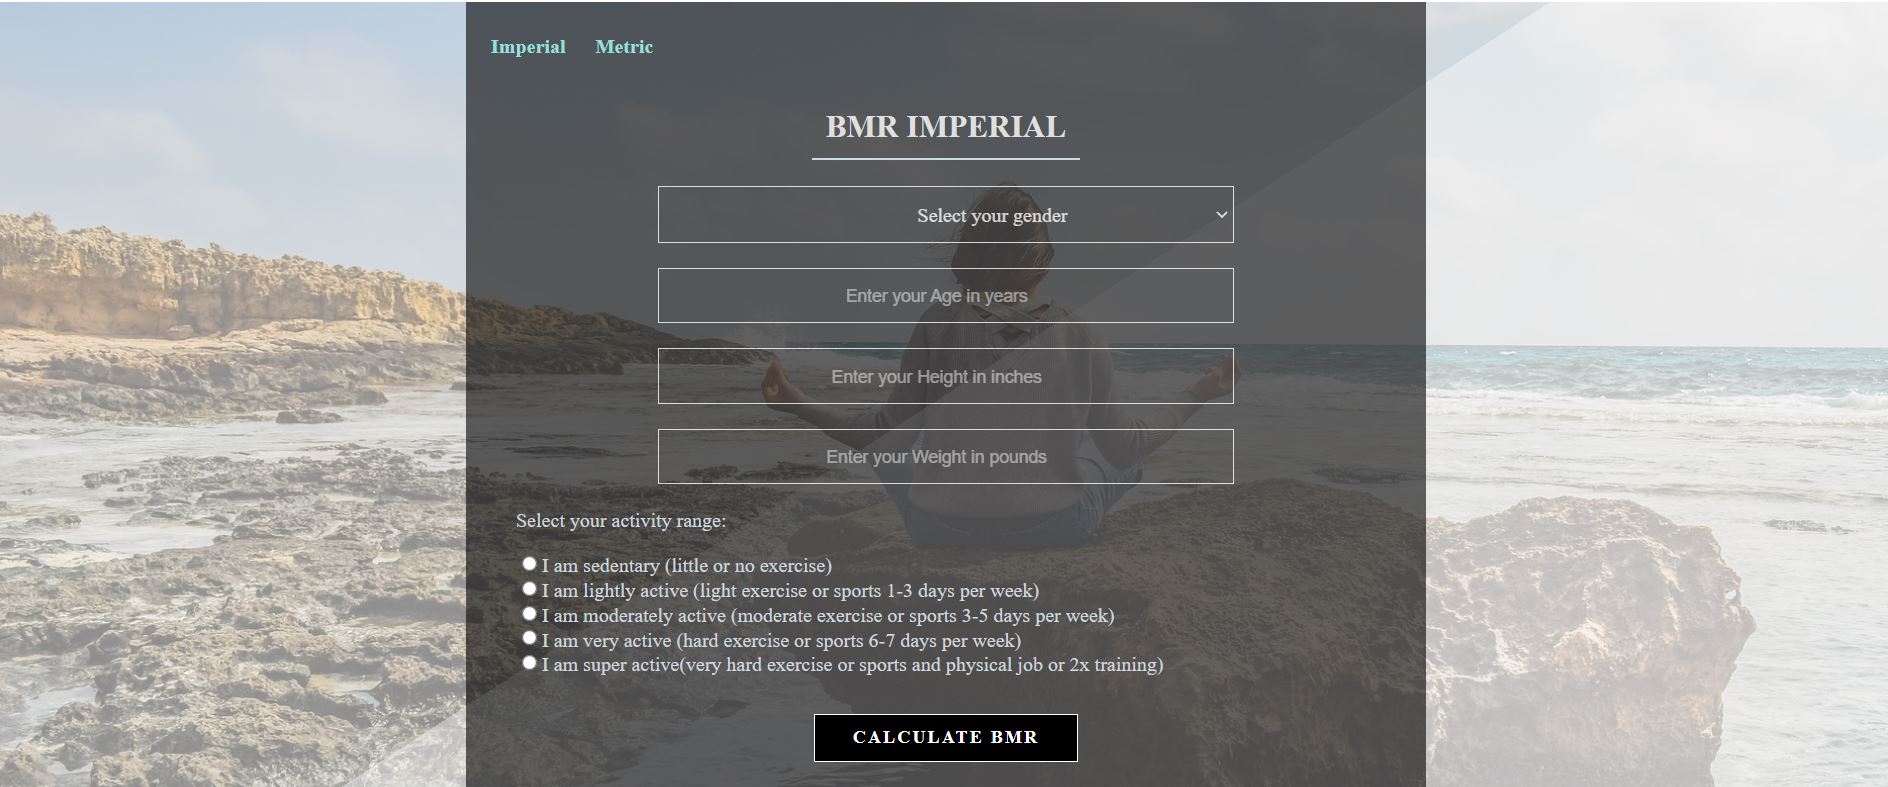 Imperial Metric
BMR IMPERIAL
Select your gender
Enter your Age in years
Enter your Height in inches
Enter your Weight in pounds
Select your activity range:
I am sedentary (little or no exercise)
I am lightly active (light exercise or sports 1-3 days per week)
I am moderately active (moderate exercise or sports 3-5 days per week)
I am very active (hard exercise or sports 6-7 days per week)
I am super active(very hard exercise or sports and physical job or 2x training)
CALCULATE BMR